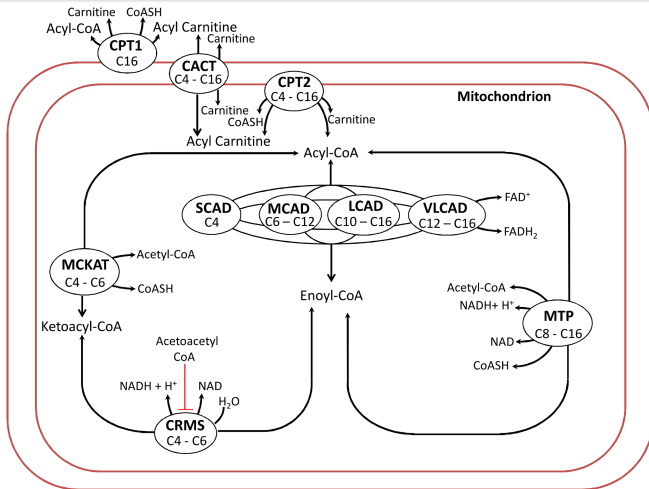 Carnitine
CoASH
Acyl-CoA
Acyl Carnitine
CPT1
C16
Carnitine
CACT
C4 - C16
CPT2
C4 - C16
Mitochondrion
Carnitine
CoASH
Carnitine
Acyl Carnitine
Acyl-CoA
SCAD
C4
MCAD
C6 – C12
LCAD
C10 – C16
VLCAD
C12 – C16
FAD⁺
FADH₂
MCKAT
C4 - C6
Acetyl-CoA
CoASH
Enoyl-CoA
Ketoacyl-CoA
Acetyl-CoA
NADH+ H⁺
MTP
C8 - C16
NAD
CoASH
Acetoacetyl
CoA
NADH + H⁺
NAD
H₂O
CRMS
C4 - C6